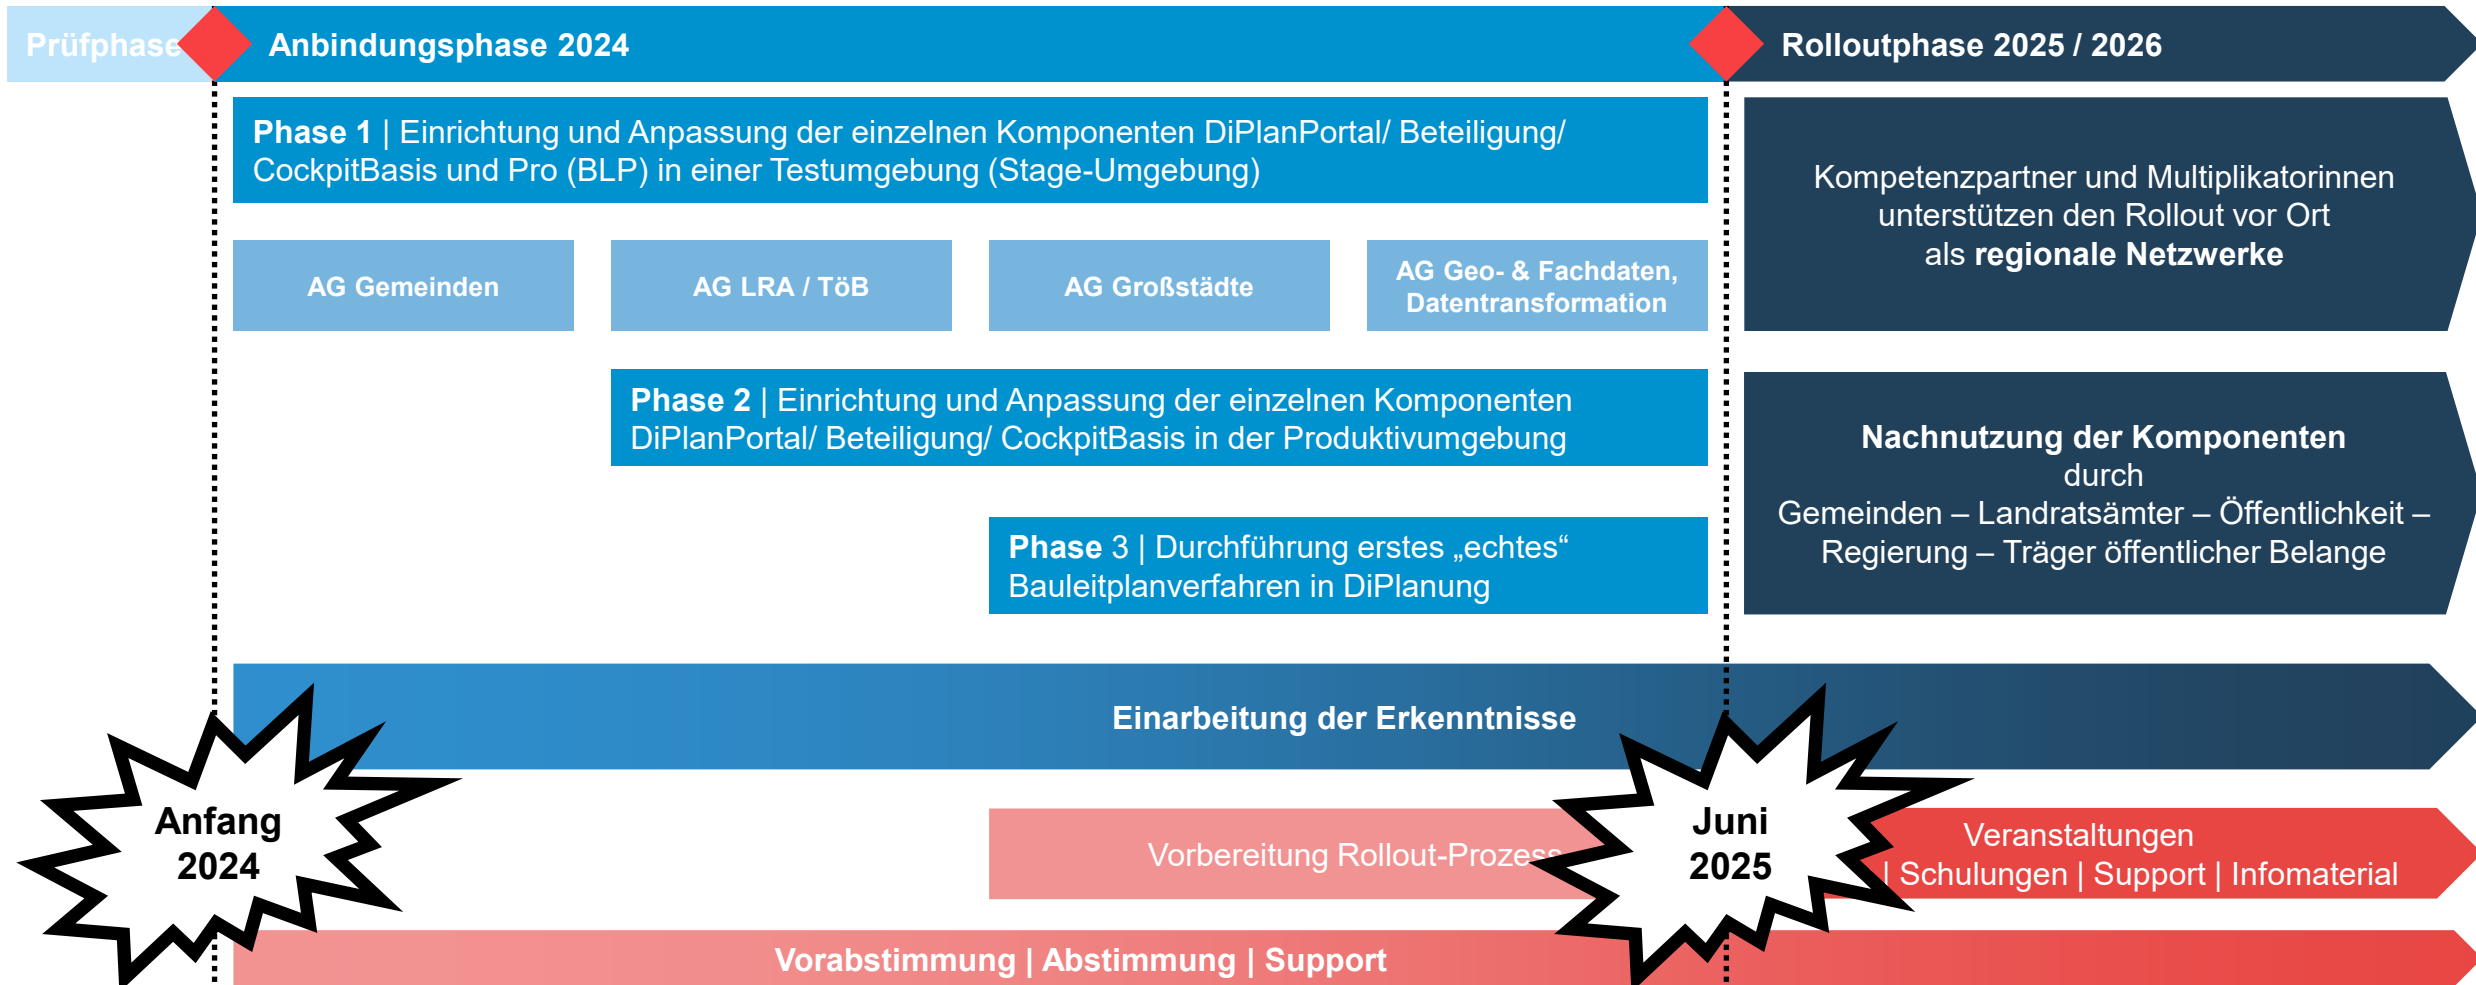 Prüfphase
Anbindungsphase 2024
Rolloutphase 2025 / 2026
Phase 1 | Einrichtung und Anpassung der einzelnen Komponenten DiPlanPortal/ Beteiligung/
CockpitBasis und Pro (BLP) in einer Testumgebung (Stage-Umgebung)
Kompetenzpartner und Multiplikatorinnen
unterstützen den Rollout vor Ort
als regionale Netzwerke
AG Gemeinden
AG LRA / TöB
AG Großstädte
AG Geo- & Fachdaten,
Datentransformation
Phase 2 | Einrichtung und Anpassung der einzelnen Komponenten
DiPlanPortal/ Beteiligung/ CockpitBasis in der Produktivumgebung
Nachnutzung der Komponenten
durch
Gemeinden – Landratsämter – Öffentlichkeit –
Regierung – Träger öffentlicher Belange
Phase 3 | Durchführung erstes „echtes“
Bauleitplanverfahren in DiPlanung
Einarbeitung der Erkenntnisse
Anfang
2024
Vorbereitung Rollout-Prozess
Juni
2025
Veranstaltungen
| Schulungen | Support | Infomaterial
Vorabstimmung | Abstimmung | Support